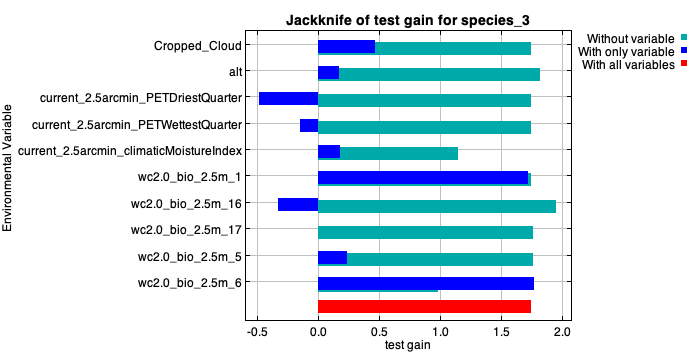 Jackknife of test gain for species_3
Without variable
With only variable
With all variables
Environmental Variable
Cropped_Cloud
alt
current_2.5arcmin_PETDriestQuarter
current_2.5arcmin_PETWettestQuarter
current_2.5arcmin_climaticMoistureIndex
wc2.0_bio_2.5m_1
wc2.0_bio_2.5m_16
wc2.0_bio_2.5m_17
wc2.0_bio_2.5m_5
wc2.0_bio_2.5m_6
-0.5 0.0 0.5 1.0 1.5 2.0
test gain